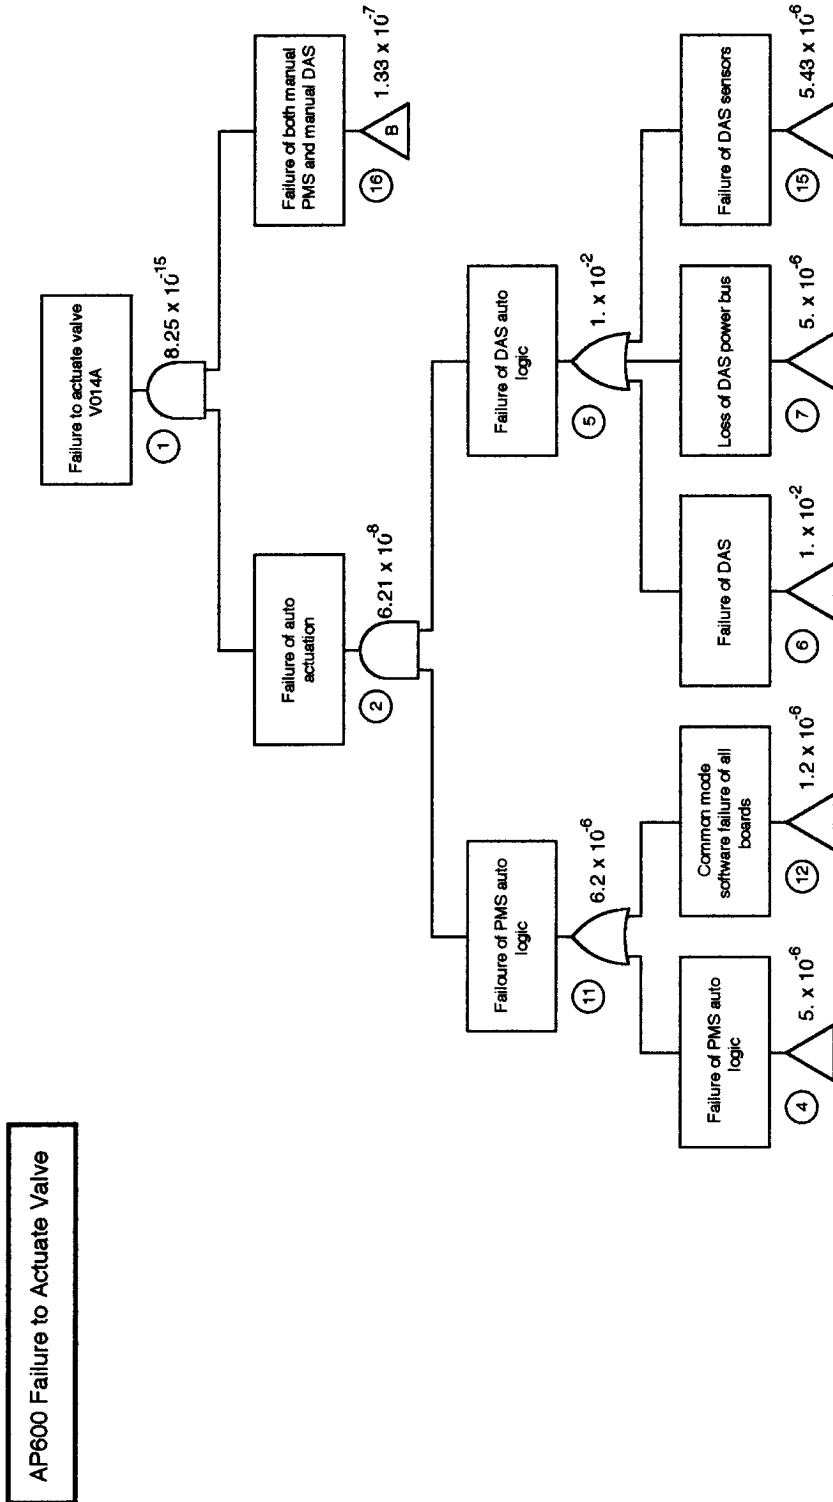 AP600 Failure to Actuate Valve
Failure to actuate valve
V014A
1
8.25 x 10-15
Failure of auto
actuation
2
6.21 x 10-8
Failure of both manual
PMS and manual DAS
16
B
1.33 x 10-7
Failoure of PMS auto
logic
11
6.2 x 10-6
Failure of DAS auto
logic
5
1. x 10-2
Failure of PMS auto
logic
4
5. x 10-6
Common mode
software failure of all
boards
12
1.2 x 10-6
Failure of DAS
6
1. x 10-2
Loss of DAS power bus
7
5. x 10-6
Failure of DAS sensors
15
5.43 x 10-6